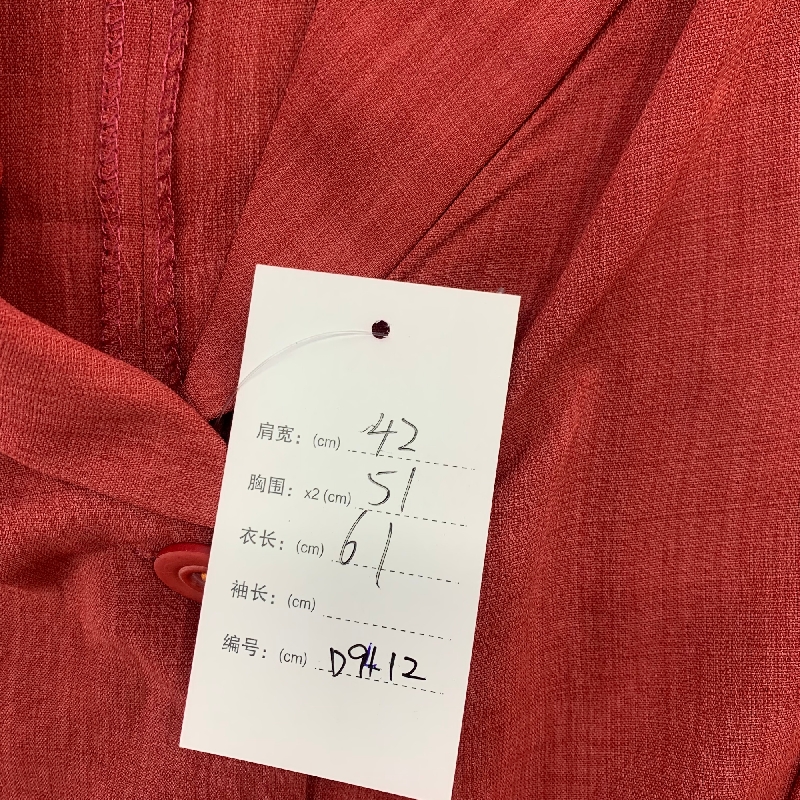 肩宽：(cm) 42
胸围：x2 (cm) 51
衣长：(cm) 61
袖长：(cm)
编号：(cm) D9412